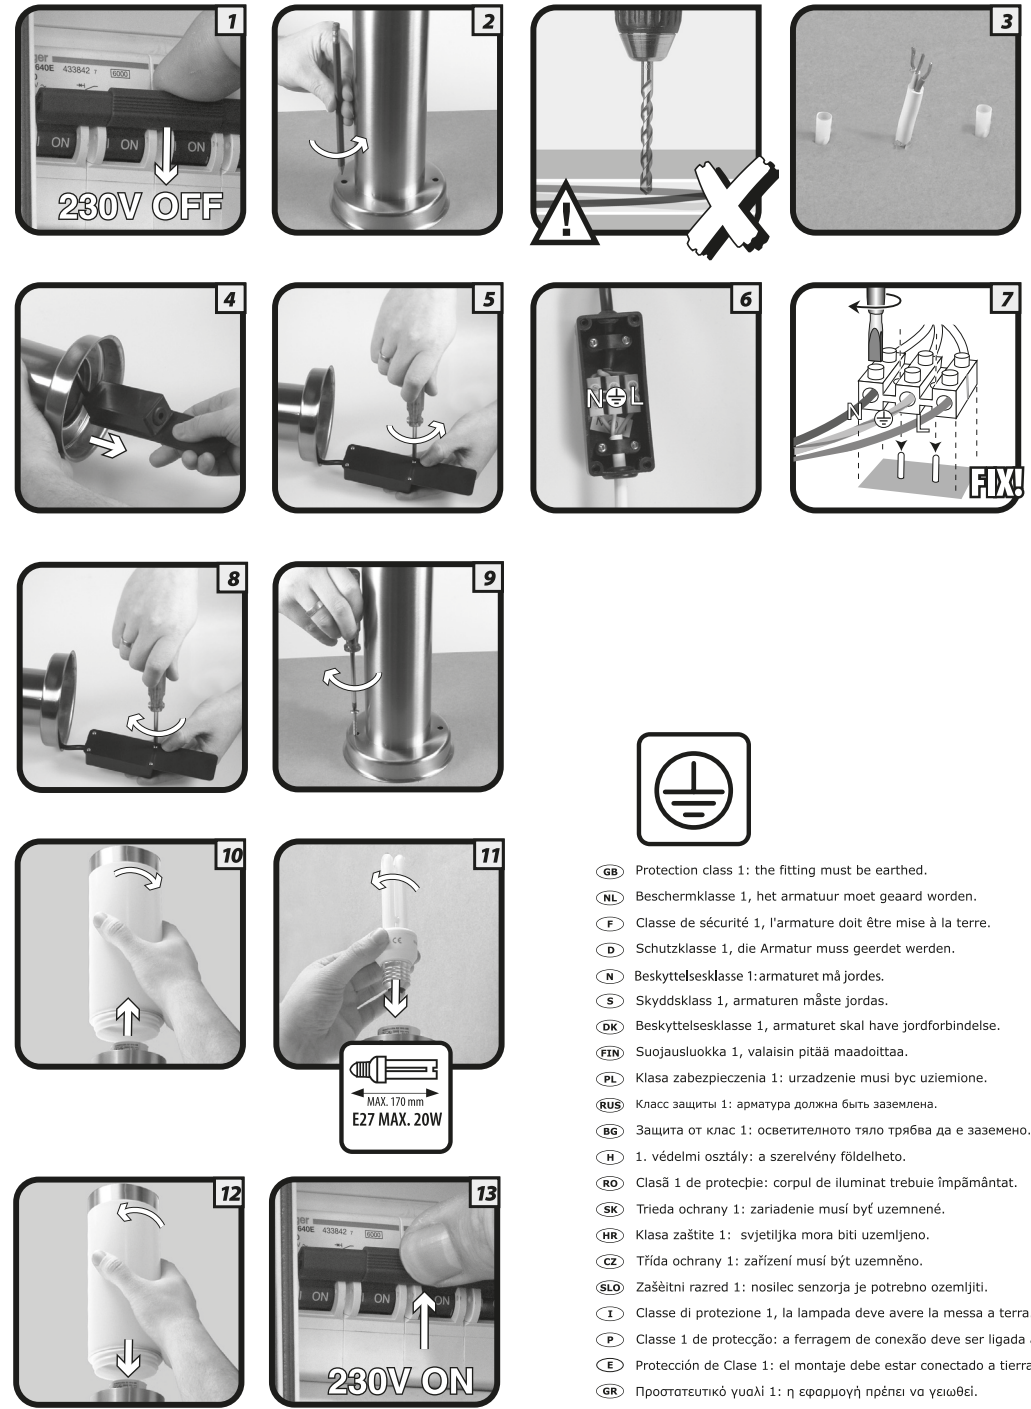 1
ger
640E 433842 T 6000
ON
ON
ON
230V OFF
2
!
3
4
5
6
N L
7
N
L
FIX!
8
9
10
11
CE
MAX. 170 mm
E27 MAX. 20W
12
13
ger
640E 433842 T 6000
ON
ON
ON
230V ON
GB Protection class 1: the fitting must be earthed.
NL Beschermklasse 1, het armatuur moet geaard worden.
F Classe de sécurité 1, l'armature doit être mise à la terre.
D Schutzklasse 1, die Armatur muss geerdet werden.
N Beskyttelsesklasse 1: armaturet må jordes.
S Skyddsklass 1, armaturen måste jordas.
DK Beskyttelsesklasse 1, armaturet skal have jordforbindelse.
FIN Suojausluokka 1, valaisin pitää maadoittaa.
PL Klasa zabezpieczenia 1: urzadzenie musi byc uziemione.
RUS Класс защиты 1: арматура должна быть заземлена.
BG Защита от клас 1: осветителното тяло трябва да е заземено.
H 1. védelmi osztály: a szerelvény földelheto.
RO Clasã 1 de protecþie: corpul de iluminat trebuie împãmântat.
SK Trieda ochrany 1: zariadenie musí byť uzemnené.
HR Klasa zaštite 1: svjetiljka mora biti uzemljeno.
CZ Třída ochrany 1: zařízení musí být uzemněno.
SLO Zašèitni razred 1: nosilec senzorja je potrebno ozemljiti.
I Classe di protezione 1, la lampada deve avere la messa a terra
P Classe 1 de protecção: a ferragem de conexão deve ser ligada
E Protección de Clase 1: el montaje debe estar conectado a tierra
GR Προστατευτικό γυαλί 1: η εφαρμογή πρέπει να γειωθεί.